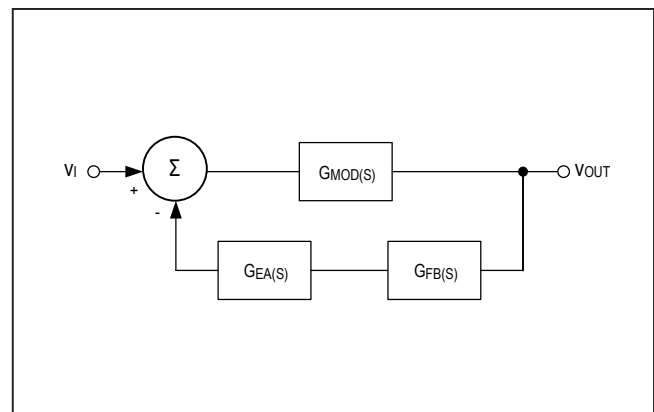 VI
+
-
Σ
GMOD(S)
VOUT
GEA(S)
GFB(S)